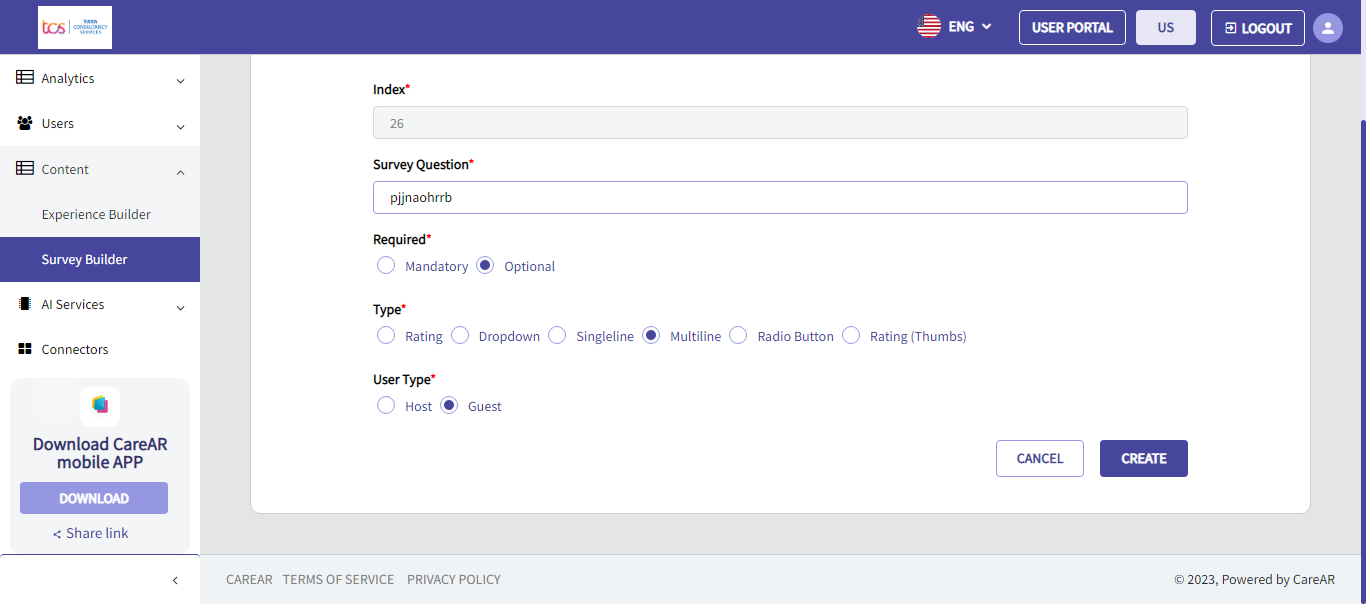 tcs TATA CONSULTANCY SERVICES
ENG
USER PORTAL
US
LOGOUT
Analytics
Users
Content
Experience Builder
Survey Builder
AI Services
Connectors
Download CareAR
mobile APP
DOWNLOAD
Share link
Index*
26
Survey Question*
pjjnaohrrb
Required*
Mandatory Optional
Type*
Rating Dropdown Singleline Multiline Radio Button Rating (Thumbs)
User Type*
Host Guest
CANCEL CREATE
CAREAR TERMS OF SERVICE PRIVACY POLICY © 2023, Powered by CareAR